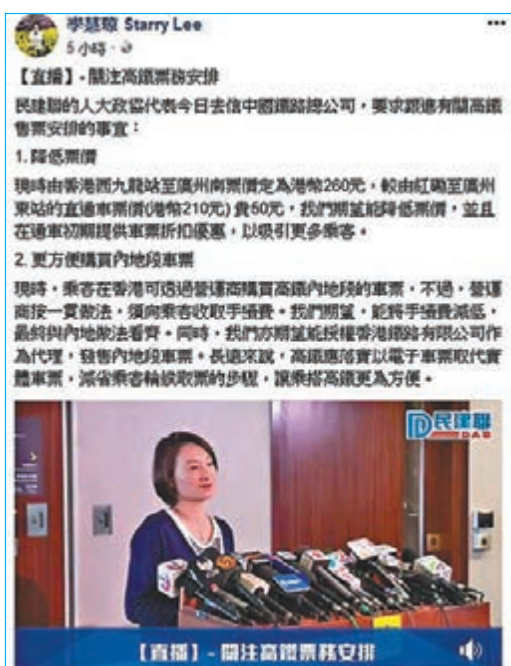 李慧琼 Starry Lee
5 小時
【直播】- 關注高鐵票務安排
民建聯的人大政協代表今日去信中國鐵路總公司，要求跟進有關高鐵
售票安排的事宜：
1. 降低票價
現時由香港西九龍站至廣州南票價定為港幣260元，較由紅磡至廣州
東站的直通車票價(港幣210元) 貴50元，我們期望能降低票價，並且
在通車初期提供車票折扣優惠，以吸引更多乘客。
2. 更方便購買內地段車票
現時，乘客在香港可透過營運商購買高鐵內地段的車票，不過，營運
商按一貫做法，須向乘客收取手續費。我們期望，能將手續費減低，
最終與內地做法看齊。同時，我們亦期望能授權香港鐵路有限公司作
為代理，發售內地段車票。長遠來說，高鐵應落實以電子車票取代實
體車票，減省乘客輪候取票的步驟，讓乘搭高鐵更為方便。
民建聯
DAB
【直播】- 關注高鐵票務安排